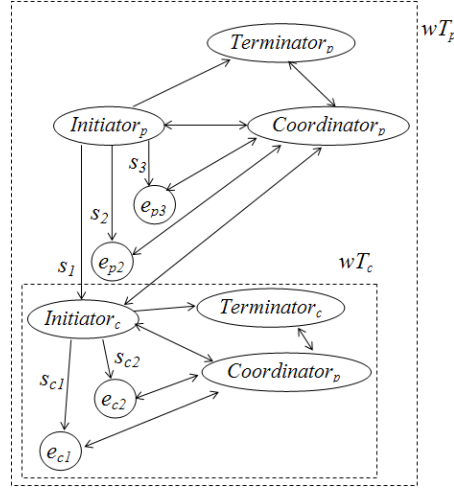 wTp
Terminatorp
Initiatorp
Coordinatorp
s3
s2
ep3
ep2
s1
wTc
Initiatorc
Terminatorc
sc2
Coordinatorp
sc1
ec2
ec1